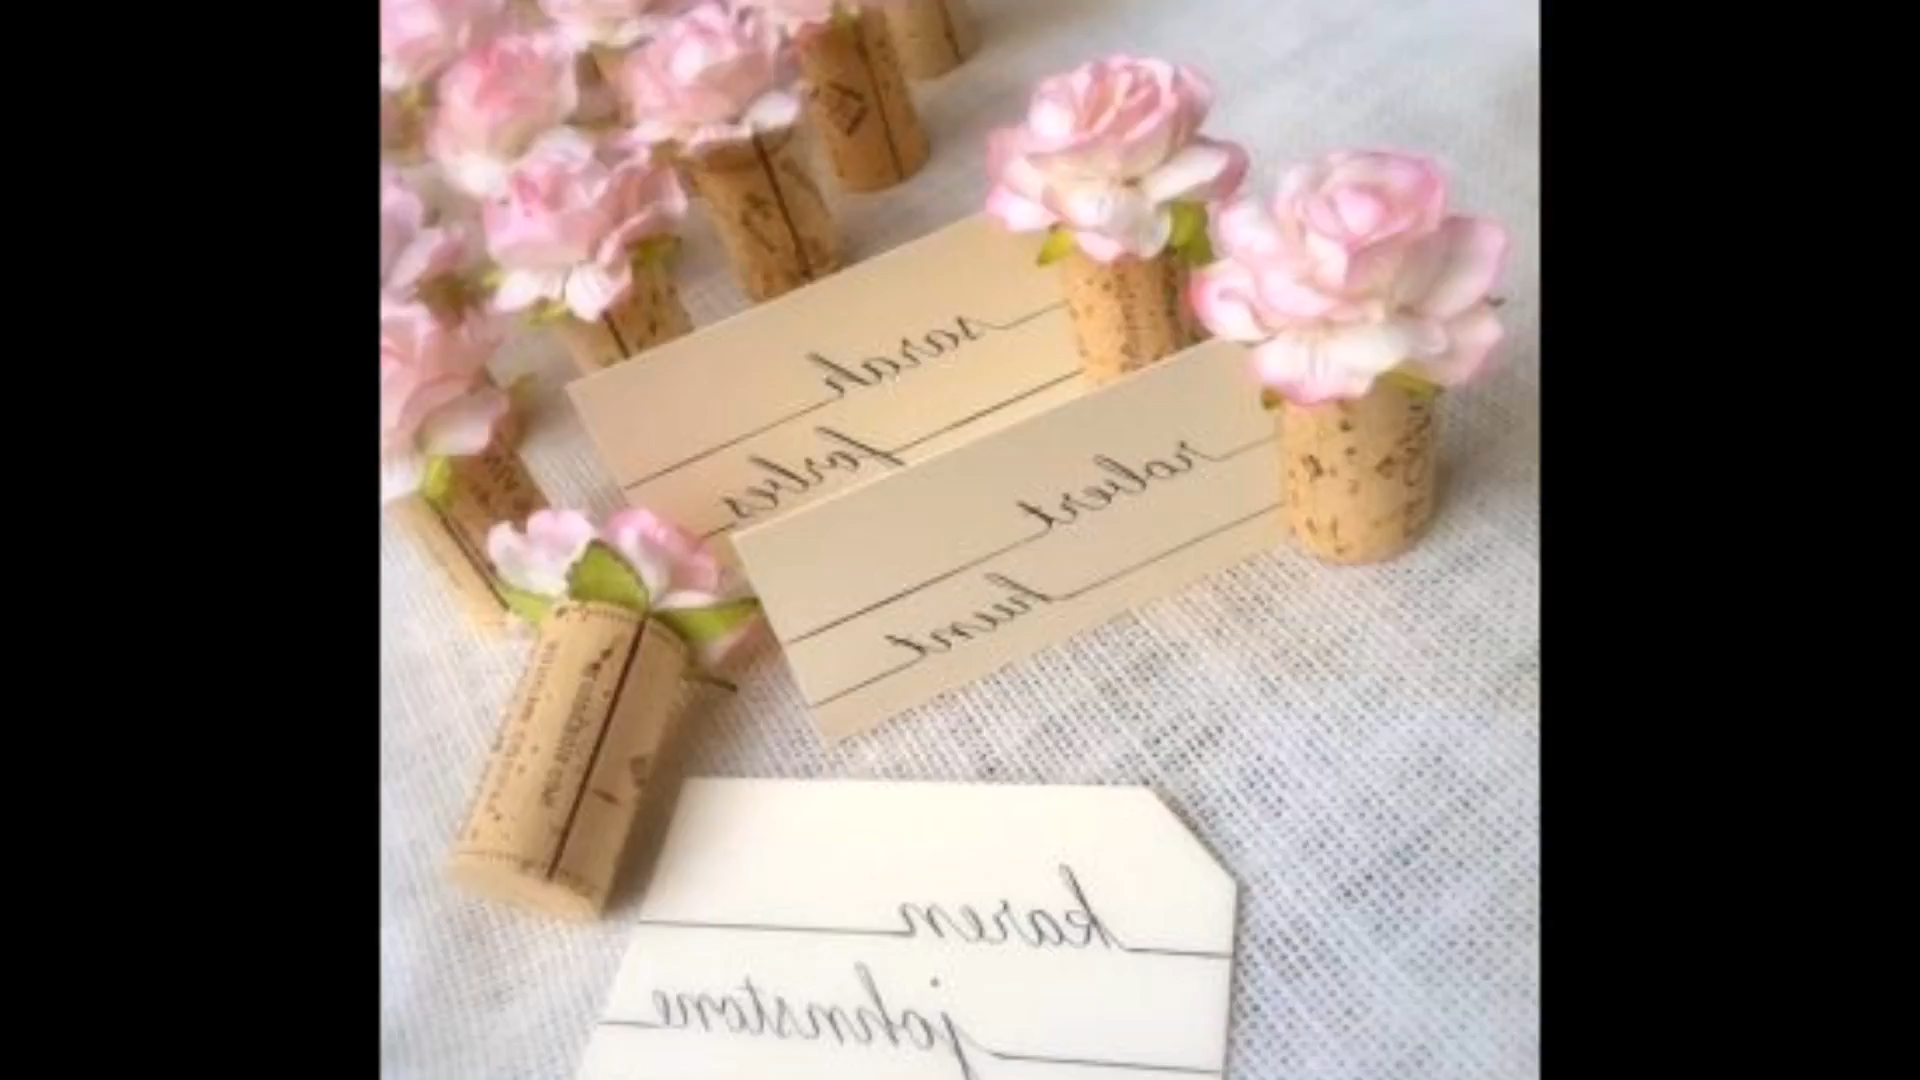 sarah
forbes
robert
hunt
karen
johnstone